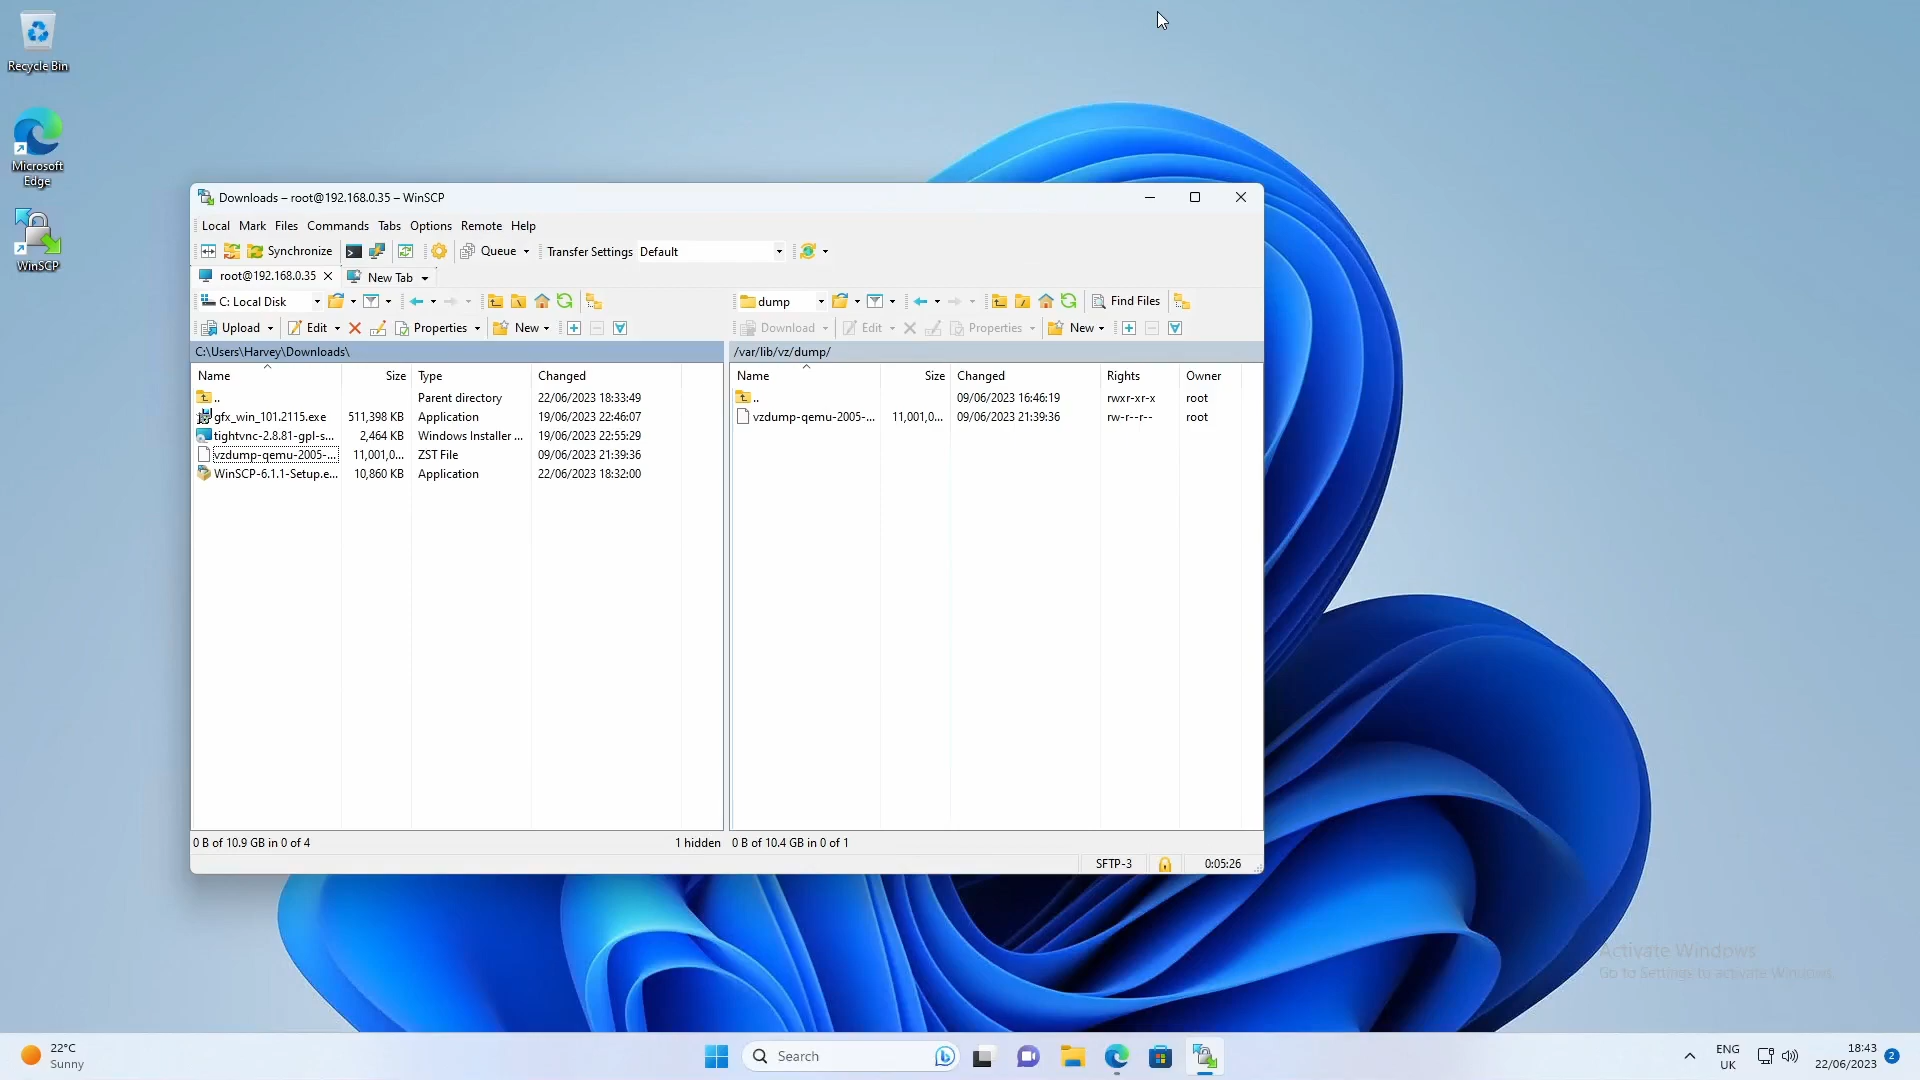 Recycle Bin
Microsoft
Edge
WinSCP
Downloads – root@192.168.0.35 – WinSCP
Local Mark Files Commands Tabs Options Remote Help
Synchronize Queue Transfer Settings Default
root@192.168.0.35 New Tab
C: Local Disk
dump Find Files
Upload Edit Properties New
Download Edit Properties New
C:\Users\Harvey\Downloads\
/var/lib/vz/dump/
Name Size Type Changed
.. Parent directory 22/06/2023 18:33:49
gfx_win_101.2115.exe 511,398 KB Application 19/06/2023 22:46:07
tightvnc-2.8.81-gpl-s... 2,464 KB Windows Installer ... 19/06/2023 22:55:29
vzdump-qemu-2005-... 11,001,0... ZST File 09/06/2023 21:39:36
WinSCP-6.1.1-Setup.e... 10,860 KB Application 22/06/2023 18:32:00
Name Size Changed Rights Owner
.. 09/06/2023 16:46:19 rwxr-xr-x root
vzdump-qemu-2005-... 11,001,0... 09/06/2023 21:39:36 rw-r--r-- root
0 B of 10.9 GB in 0 of 4 1 hidden
0 B of 10.4 GB in 0 of 1
SFTP-3 0:05:26
Activate Windows
Go to Settings to activate Windows.
22°C
Sunny
Search
ENG
UK
18:43
22/06/2023
2